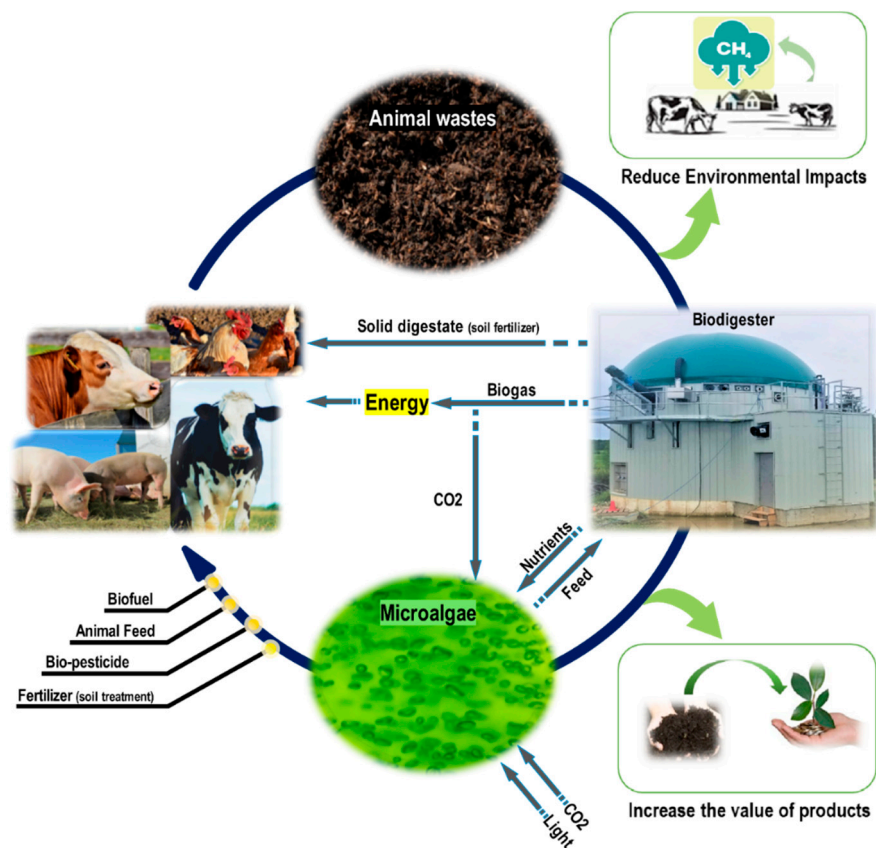 CH4
Animal wastes
Reduce Environmental Impacts
Solid digestate (soil fertilizer)
Biodigester
Energy
Biogas
CO2
Nutrients
Feed
Microalgae
Biofuel
Animal Feed
Bio-pesticide
Fertilizer (soil treatment)
CO2
Light
Increase the value of products